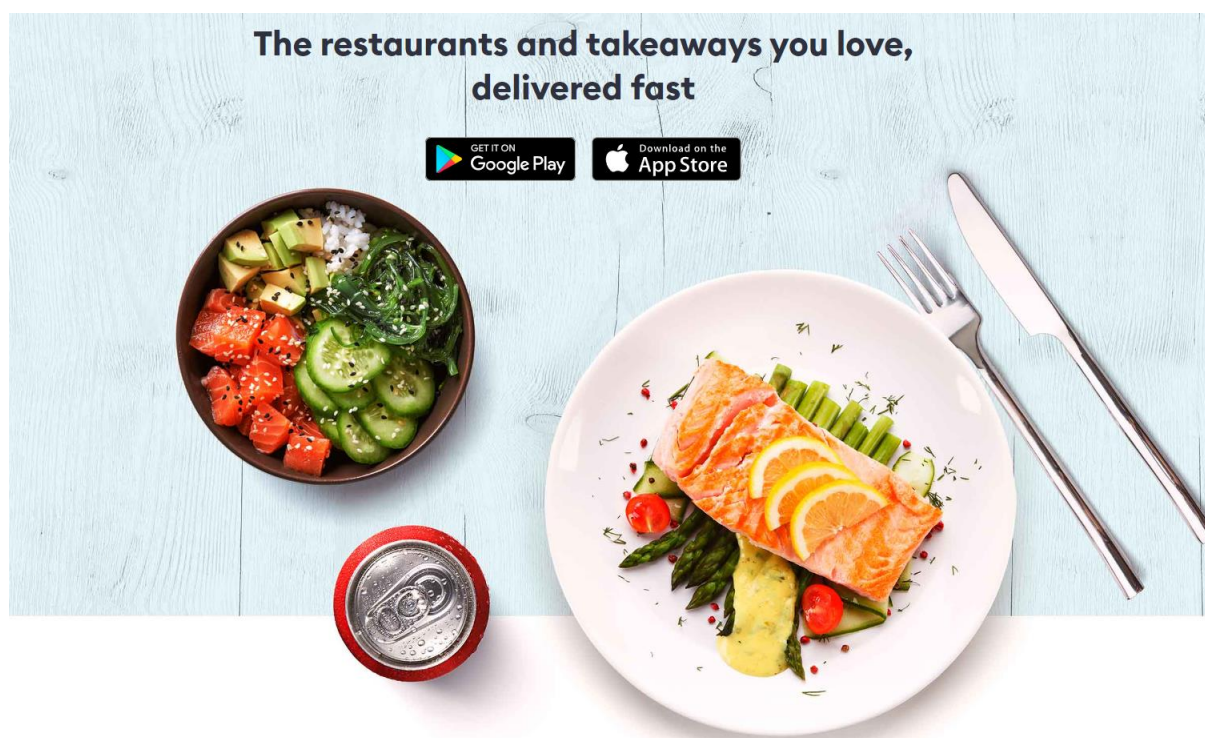 The restaurants and takeaways you love,
delivered fast
GET IT ON
Google Play
Download on the
App Store